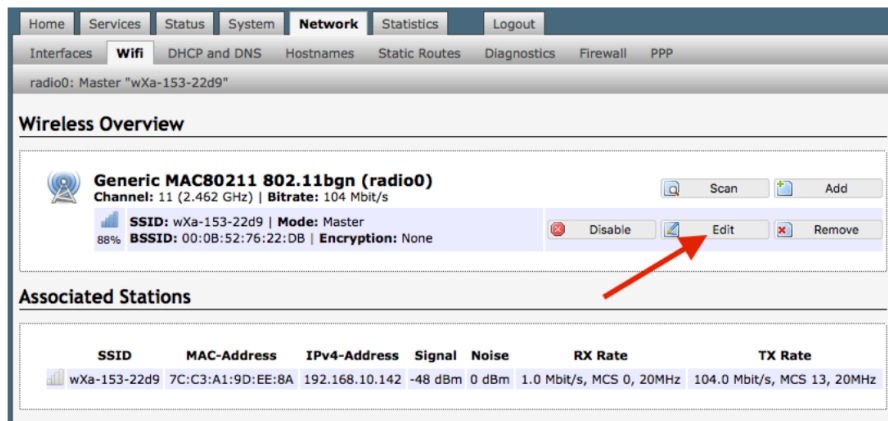 Home Services Status System Network Statistics Logout
Interfaces Wifi DHCP and DNS Hostnames Static Routes Diagnostics Firewall PPP
radio0: Master "wXa-153-22d9"
Wireless Overview
Generic MAC80211 802.11bgn (radio0)
Channel: 11 (2.462 GHz) | Bitrate: 104 Mbit/s
Scan Add
SSID: wXa-153-22d9 | Mode: Master
88% BSSID: 00:0B:52:76:22:DB | Encryption: None
Disable Edit Remove
Associated Stations
SSID MAC-Address IPv4-Address Signal Noise RX Rate TX Rate
wXa-153-22d9 7C:C3:A1:9D:EE:8A 192.168.10.142 -48 dBm 0 dBm 1.0 Mbit/s, MCS 0, 20MHz 104.0 Mbit/s, MCS 13, 20MHz